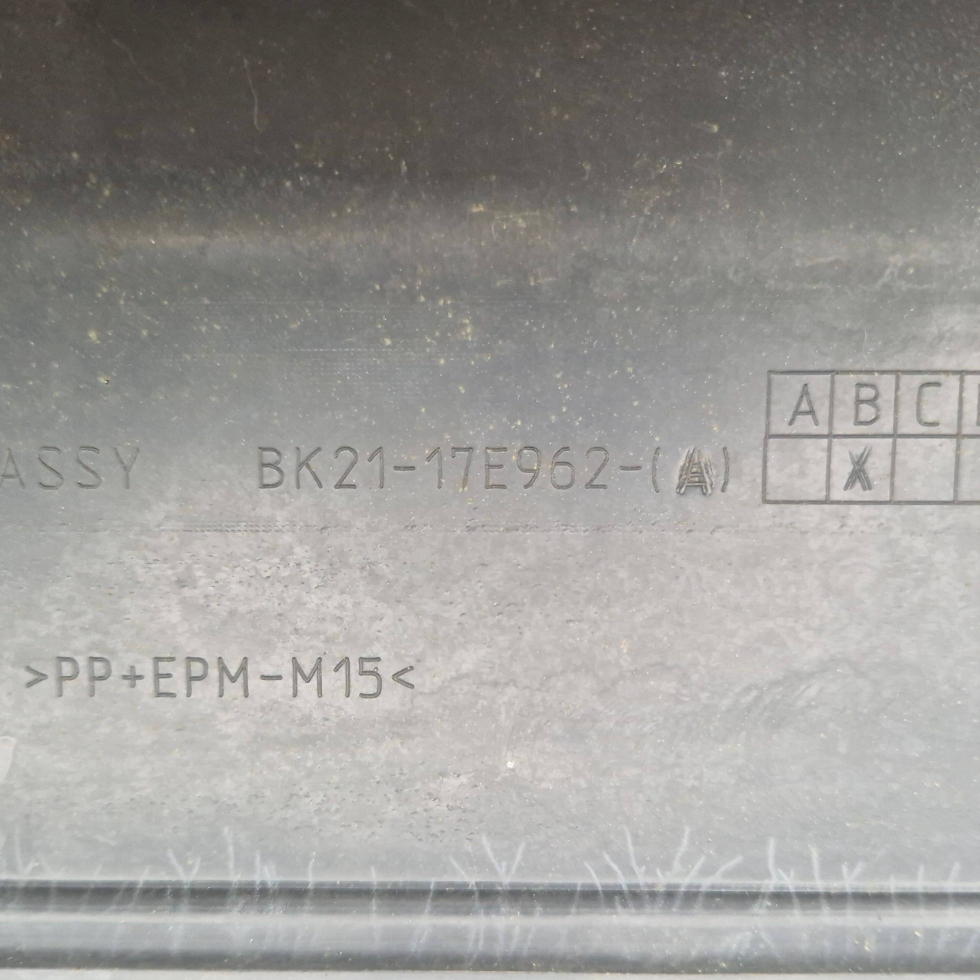 A B C
ASSY BK21-17E962-(A)
X
>PP+EPM-M15<